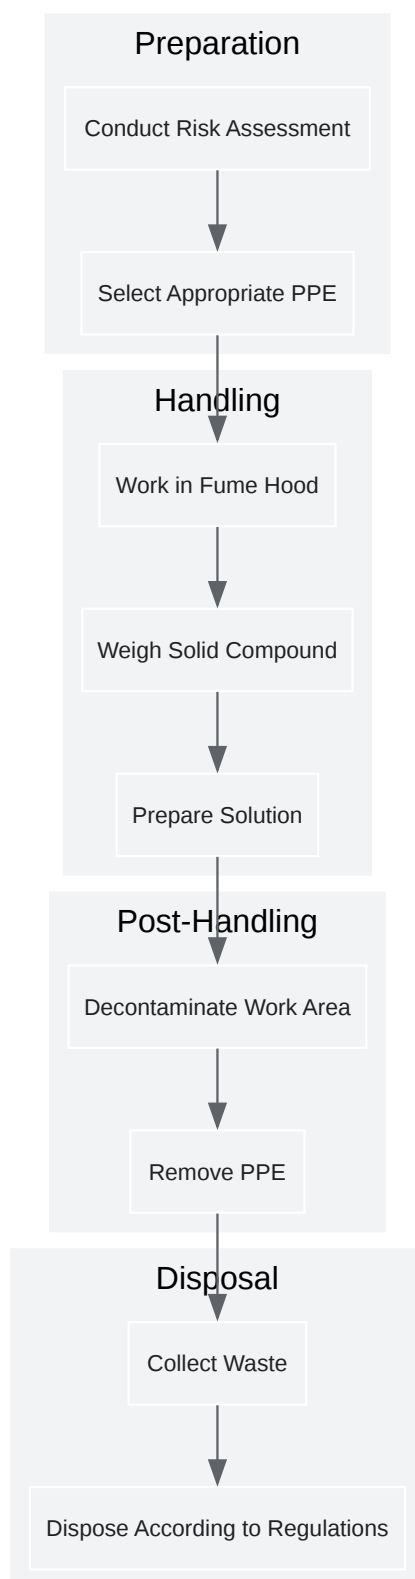 Preparation
Conduct Risk Assessment
Select Appropriate PPE
Handling
Work in Fume Hood
Weigh Solid Compound
Prepare Solution
Post-Handling
Decontaminate Work Area
Remove PPE
Disposal
Collect Waste
Dispose According to Regulations